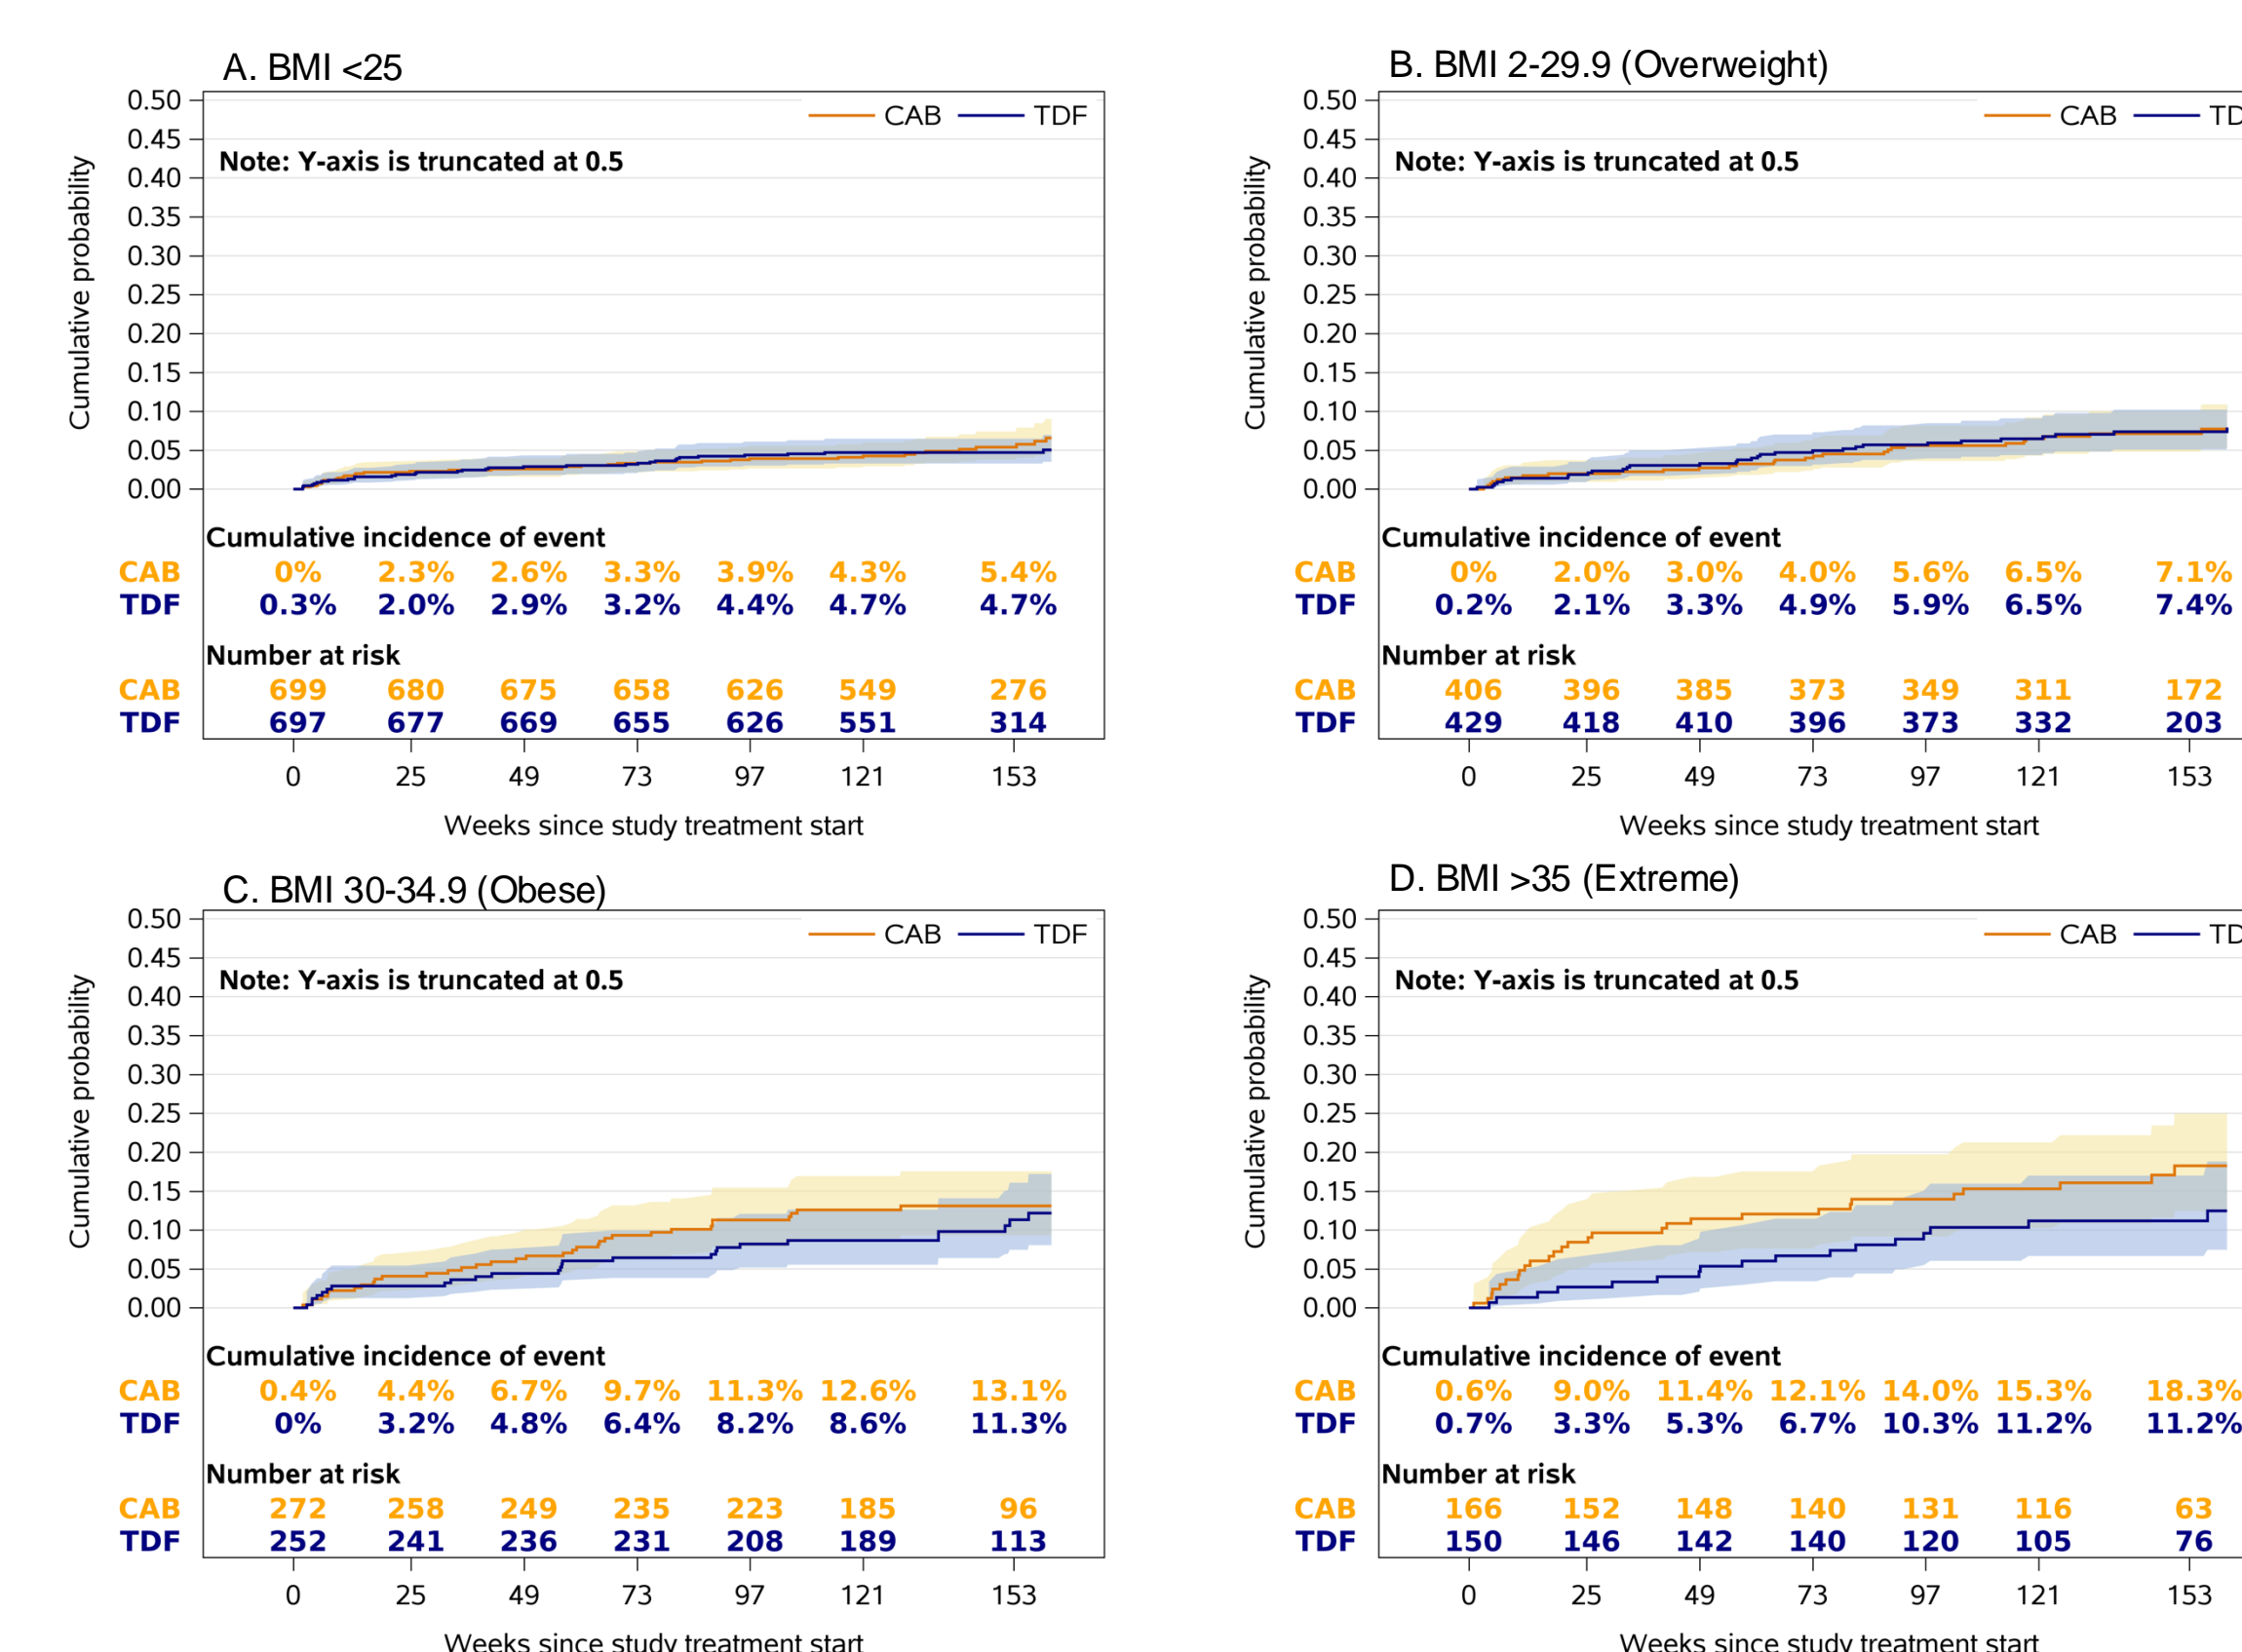 A. BMI <25
CAB TDF
Note: Y-axis is truncated at 0.5
Cumulative probability
0.50
0.45
0.40
0.35
0.30
0.25
0.20
0.15
0.10
0.05
0.00
Cumulative incidence of event
CAB 0% 2.3% 2.6% 3.3% 3.9% 4.3% 5.4%
TDF 0.3% 2.0% 2.9% 3.2% 4.4% 4.7% 4.7%
Number at risk
CAB 699 680 675 658 626 549 276
TDF 697 677 669 655 626 551 314
0 25 49 73 97 121 153
Weeks since study treatment start
B. BMI 2-29.9 (Overweight)
CAB TD
Note: Y-axis is truncated at 0.5
Cumulative probability
0.50
0.45
0.40
0.35
0.30
0.25
0.20
0.15
0.10
0.05
0.00
Cumulative incidence of event
CAB 0% 2.0% 3.0% 4.0% 5.6% 6.5% 7.1%
TDF 0.2% 2.1% 3.3% 4.9% 5.9% 6.5% 7.4%
Number at risk
CAB 406 396 385 373 349 311 172
TDF 429 418 410 396 373 332 203
0 25 49 73 97 121 153
Weeks since study treatment start
C. BMI 30-34.9 (Obese)
CAB TDF
Note: Y-axis is truncated at 0.5
Cumulative probability
0.50
0.45
0.40
0.35
0.30
0.25
0.20
0.15
0.10
0.05
0.00
Cumulative incidence of event
CAB 0.4% 4.4% 6.7% 9.7% 11.3% 12.6% 13.1%
TDF 0% 3.2% 4.8% 6.4% 8.2% 8.6% 11.3%
Number at risk
CAB 272 258 249 235 223 185 96
TDF 252 241 236 231 208 189 113
0 25 49 73 97 121 153
Weeks since study treatment start
D. BMI >35 (Extreme)
CAB TD
Note: Y-axis is truncated at 0.5
Cumulative probability
0.50
0.45
0.40
0.35
0.30
0.25
0.20
0.15
0.10
0.05
0.00
Cumulative incidence of event
CAB 0.6% 9.0% 11.4% 12.1% 14.0% 15.3% 18.3%
TDF 0.7% 3.3% 5.3% 6.7% 10.3% 11.2% 11.2%
Number at risk
CAB 166 152 148 140 131 116 63
TDF 150 146 142 140 120 105 76
0 25 49 73 97 121 153
Weeks since study treatment start